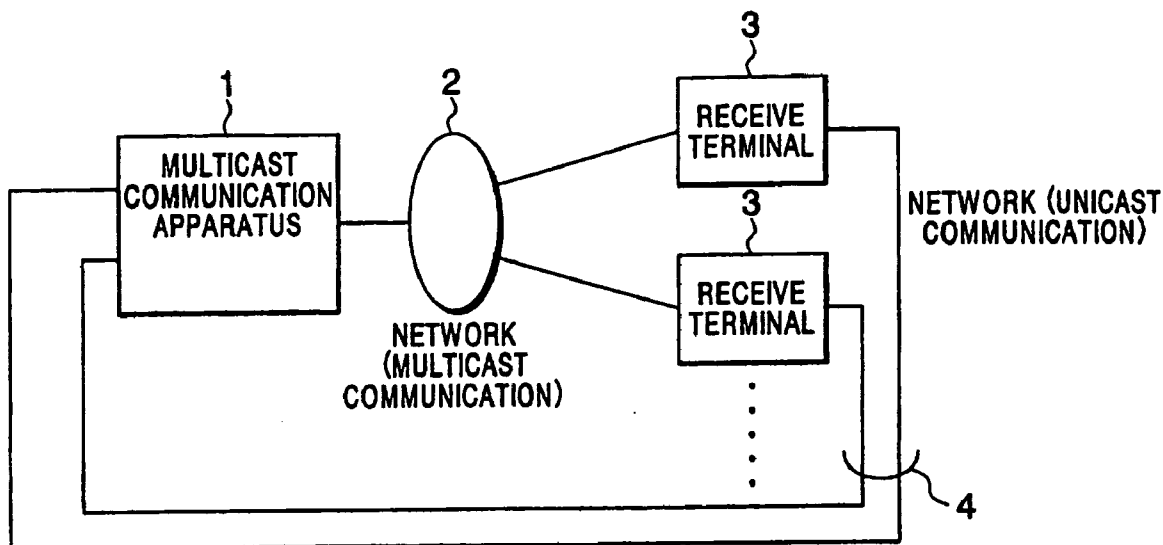 1
MULTICAST
COMMUNICATION
APPARATUS
2
NETWORK
(MULTICAST
COMMUNICATION)
3
RECEIVE
TERMINAL
3
RECEIVE
TERMINAL
NETWORK (UNICAST
COMMUNICATION)
4